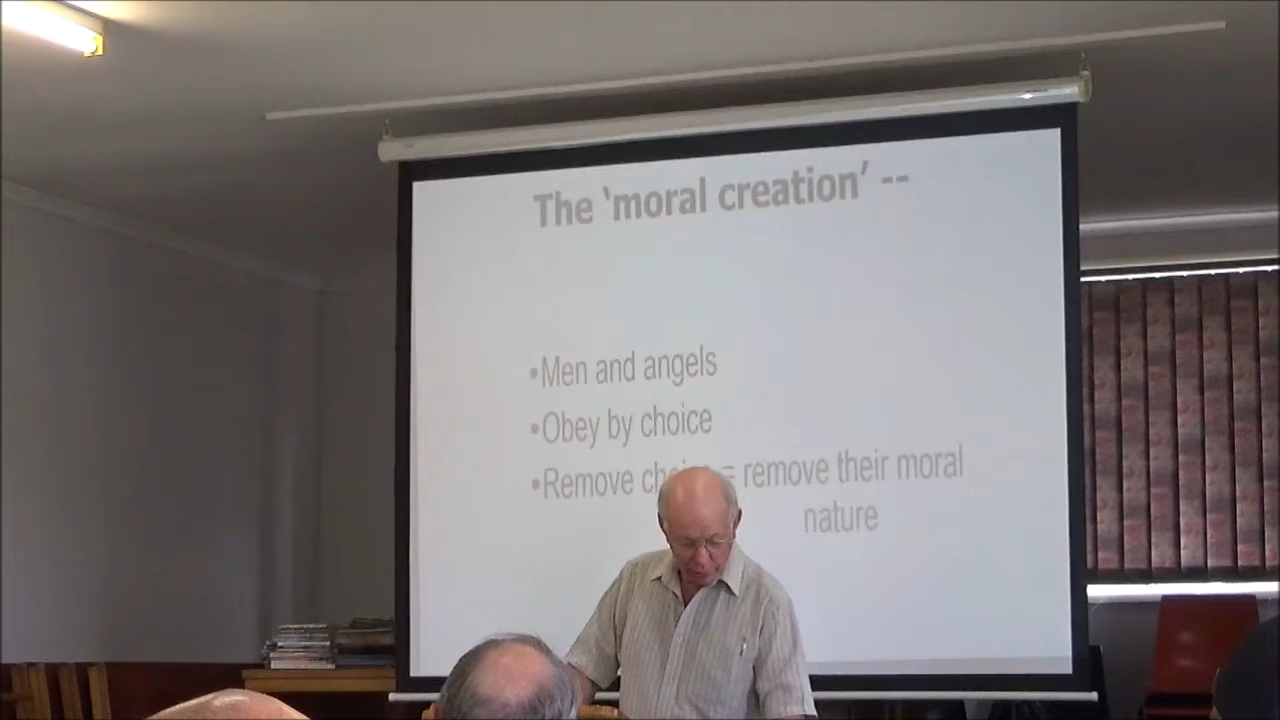 The ‘moral creation’ --
•Men and angels
•Obey by choice
•Remove = remove their moral
nature